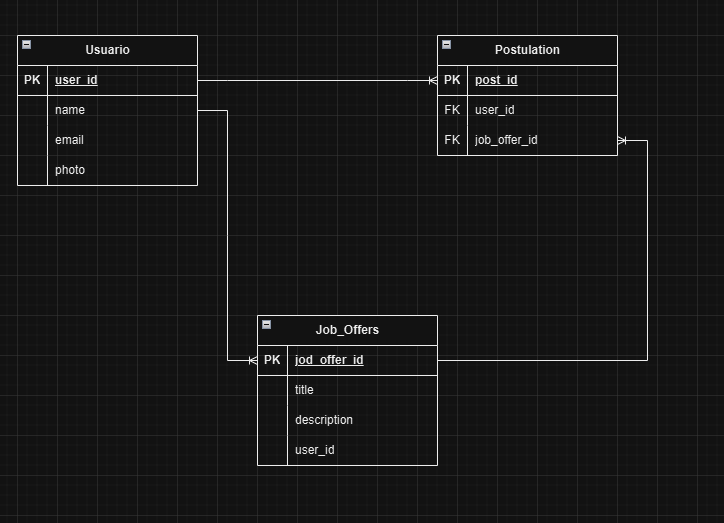 Usuario
PK user_id
name
email
photo
Postulation
PK post_id
FK user_id
FK job_offer_id
Job_Offers
PK jod_offer_id
title
description
user_id